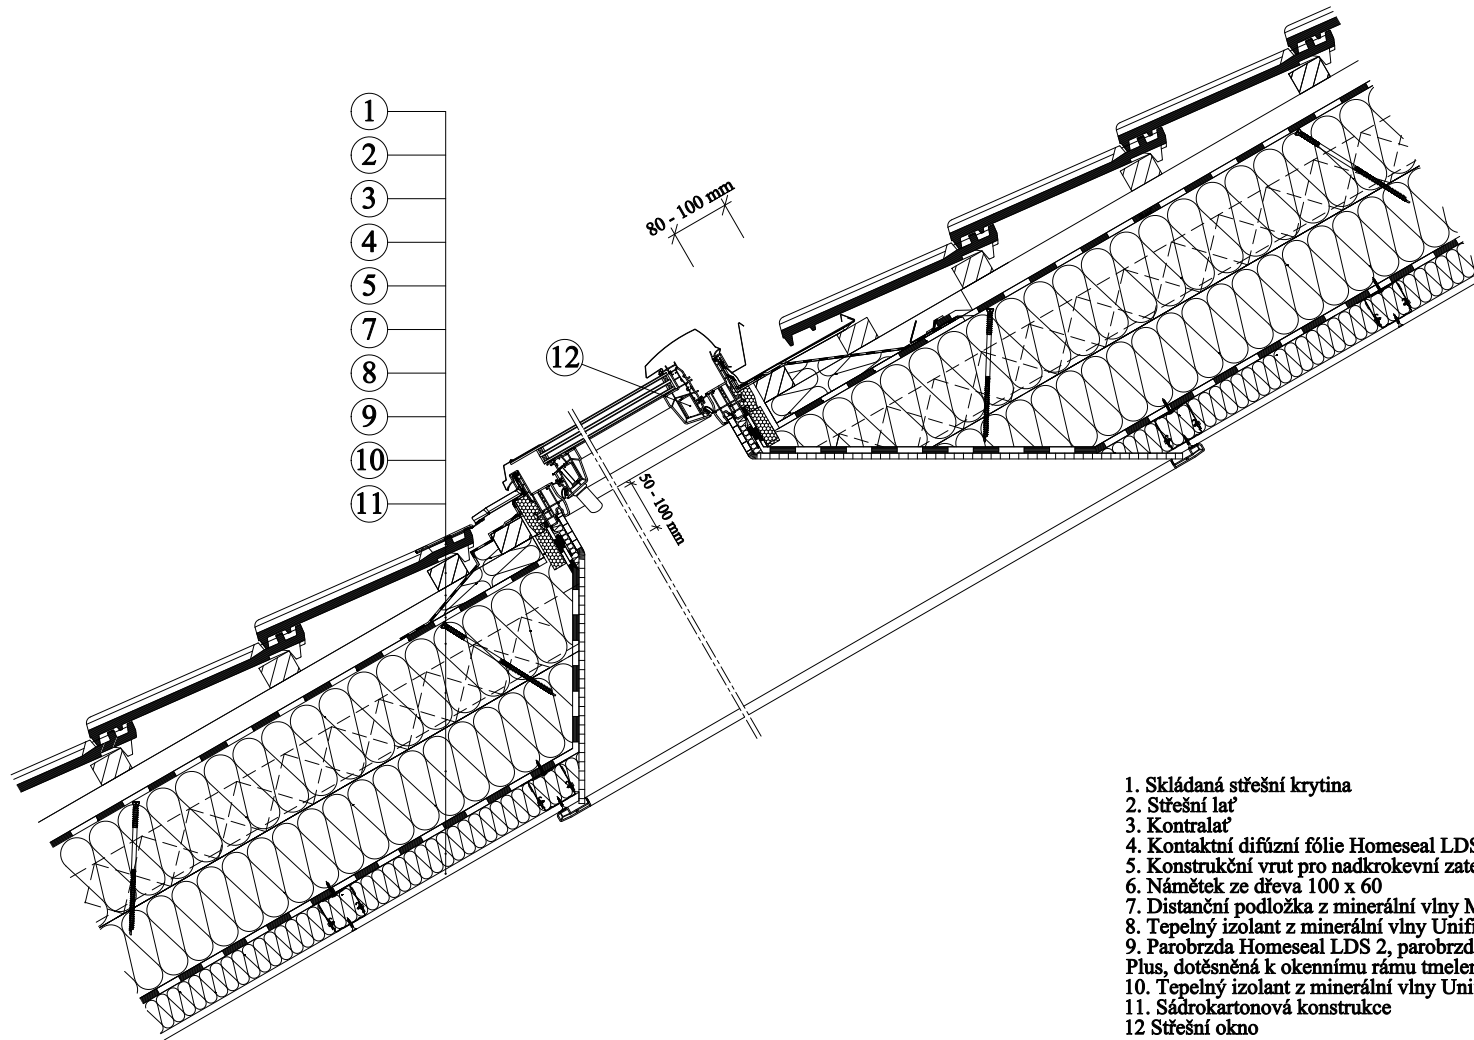 1
2
3
4
5
7
8
9
10
11
12
80 - 100 mm
50 - 100 mm
1. Skládaná střešní krytina
2. Střešní lať
3. Kontralať
4. Kontaktní difúzní fólie Homeseal LDS
5. Konstrukční vrut pro nadkrokevní
6. Námětek ze dřeva 100 x 60
7. Distanční podložka z minerální vlny
8. Tepelný izolant z minerální vlny
9. Parobrzda Homeseal LDS 2,
Plus, dotěsněná k okennímu rámu
10. Tepelný izolant z minerální vlny
11. Sádrokartonová konstrukce
12 Střešní okno